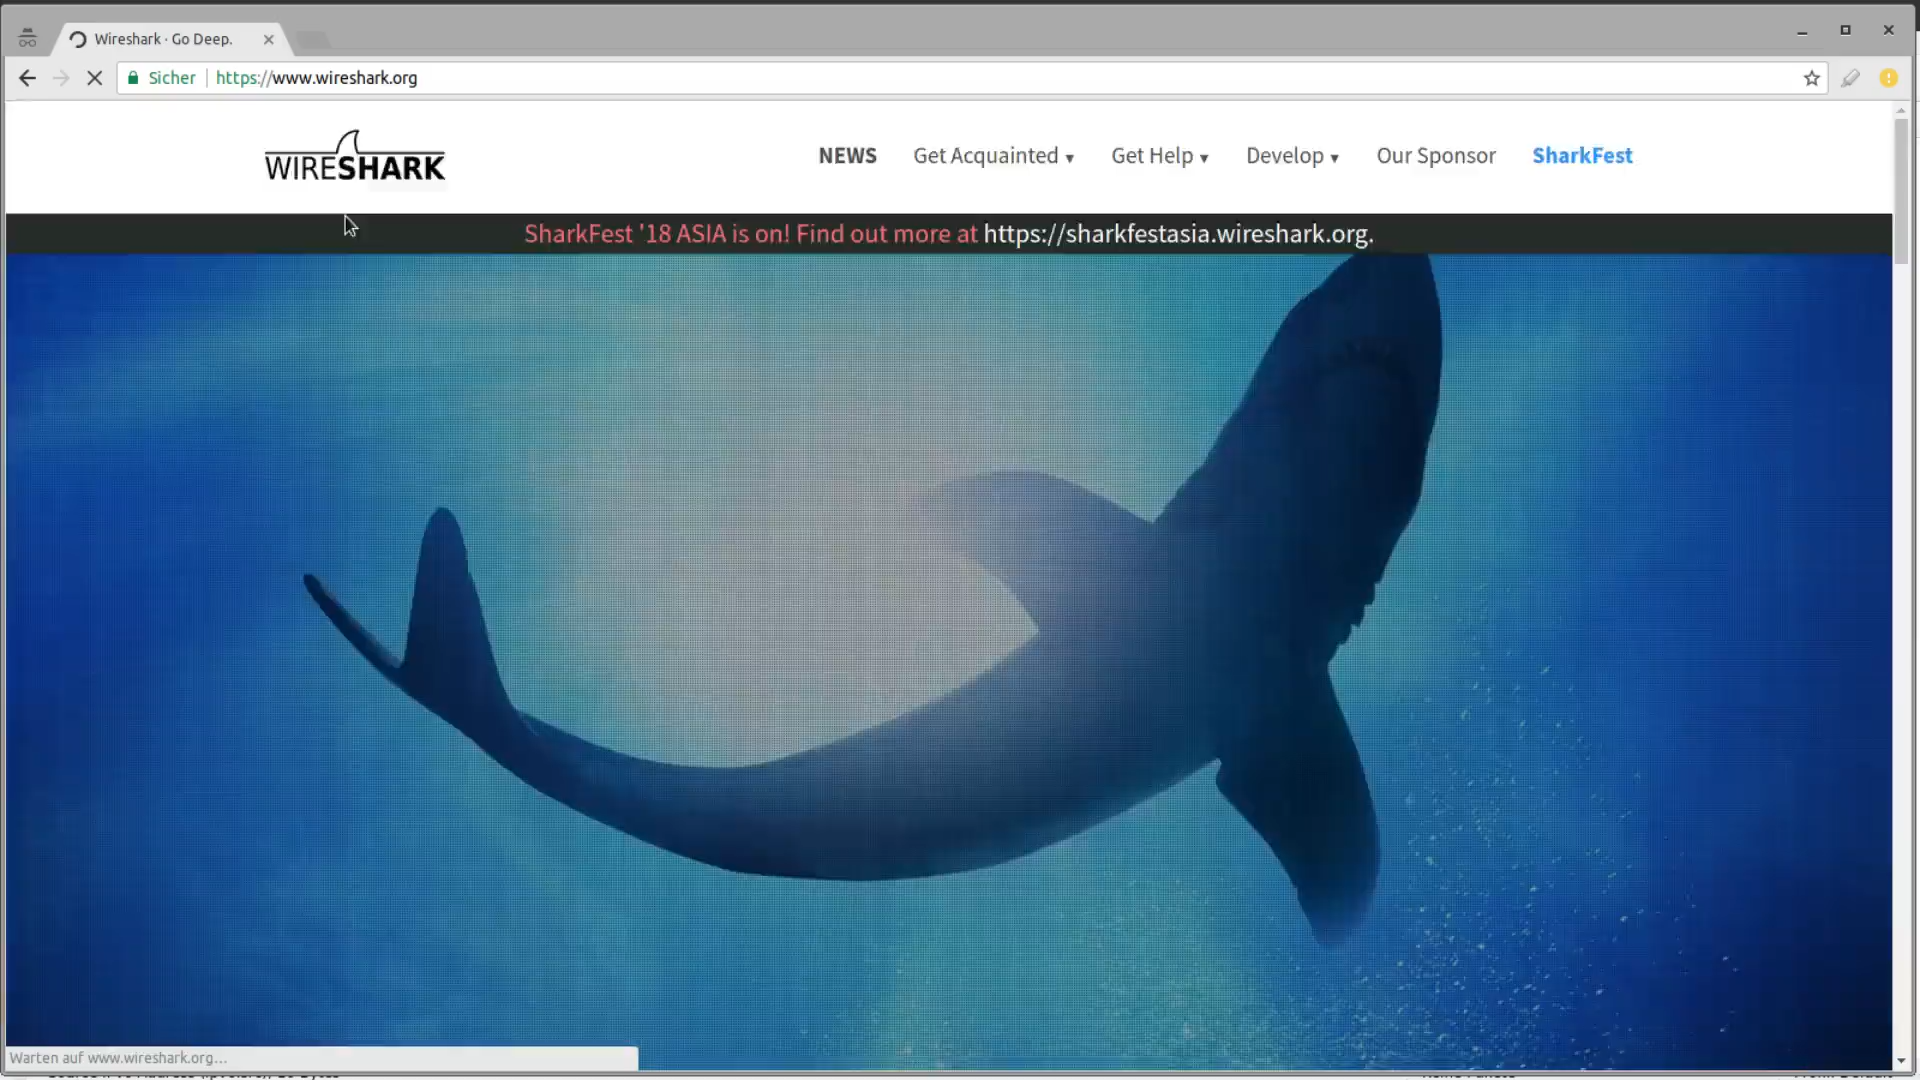 Wireshark · Go Deep.
Sicher
https://www.wireshark.org
WIRESHARK
NEWS
Get Acquainted ▾
Get Help ▾
Develop ▾
Our Sponsor
SharkFest
SharkFest '18 ASIA is on! Find out more at https://sharkfestasia.wireshark.org.
Warten auf www.wireshark.org...